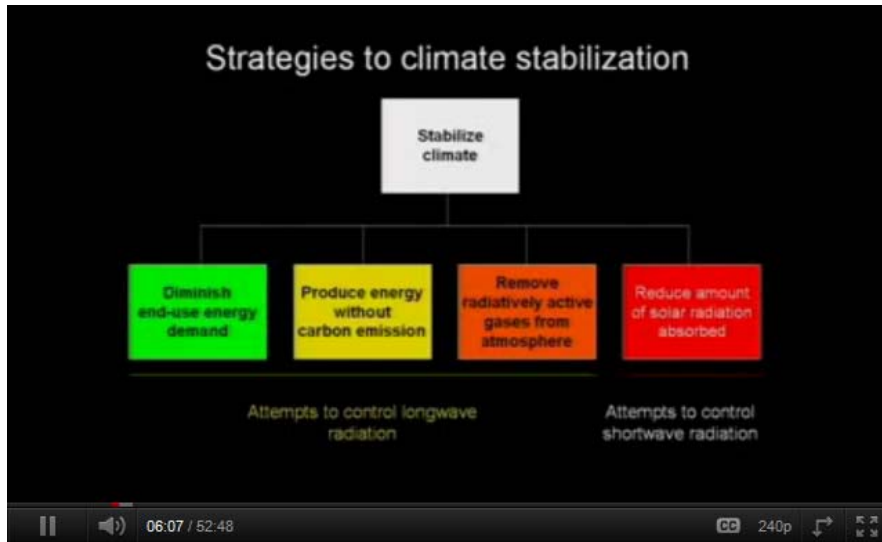 Strategies to climate stabilization
Stabilize
climate
Diminish
end-use energy
demand
Produce energy
without
carbon emission
Remove
radiatively active
gases from
atmosphere
Reduce amount
of solar radiation
absorbed
Attempts to control longwave
radiation
Attempts to control
shortwave radiation
06:07 / 52:48
CC
240p